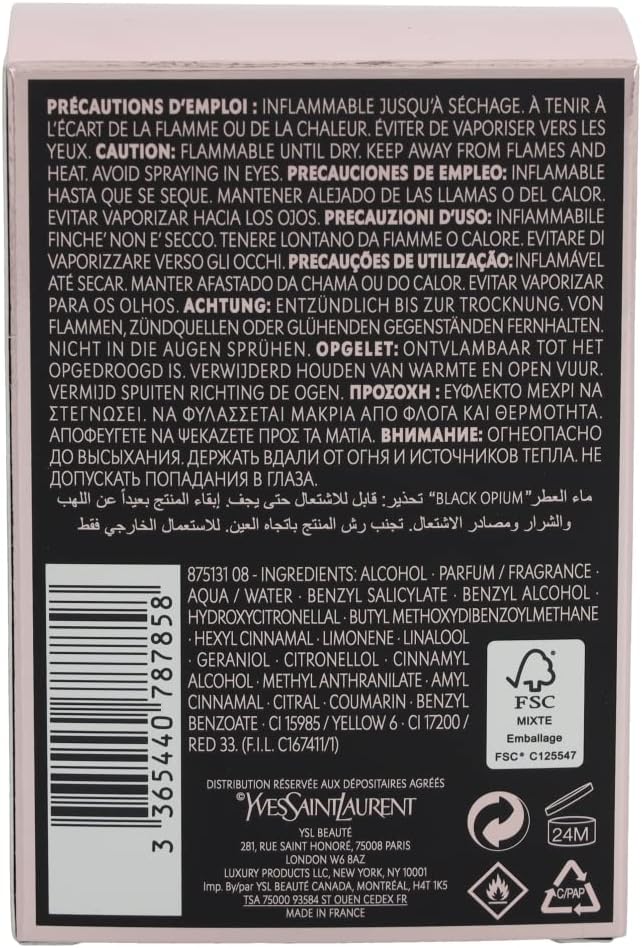 PRÉCAUTIONS D'EMPLOI : INFLAMMABLE JUSQU'À SÉCHAGE. À TENIR À
L'ÉCART DE LA FLAMME OU DE LA CHALEUR. ÉVITER DE VAPORISER VERS LES
YEUX. CAUTION: FLAMMABLE UNTIL DRY. KEEP AWAY FROM FLAMES AND
HEAT. AVOID SPRAYING IN EYES. PRECAUCIONES DE EMPLEO: INFLAMABLE
HASTA QUE SE SEQUE. MANTENER ALEJADO DE LAS LLAMAS O DEL CALOR.
EVITAR VAPORIZAR HACIA LOS OJOS. PRECAUZIONI D'USO: INFIAMMABILE
FINCHE' NON E' SECCO. TENERE LONTANO DA FIAMME O CALORE. EVITARE DI
VAPORIZZARE VERSO GLI OCCHI. PRECAUÇÕES DE UTILIZAÇÃO: INFLAMÁVEL
ATÉ SECAR. MANTER AFASTADO DA CHAMA OU DO CALOR. EVITAR VAPORIZAR
PARA OS OLHOS. ACHTUNG: ENTZÜNDLICH BIS ZUR TROCKNUNG. VON
FLAMMEN, ZÜNDQUELLEN ODER GLÜHENDEN GEGENSTÄNDEN FERNHALTEN.
NICHT IN DIE AUGEN SPRÜHEN. OPGELET: ONTVLAMBAAR TOT HET
OPGEDROOGD IS. VERWIJDERD HOUDEN VAN WARMTE EN OPEN VUUR.
VERMIJD SPUITEN RICHTING DE OGEN. ΠΡΟΣΟΧΗ : ΕΥΦΛΕΚΤΟ ΜΕΧΡΙ ΝΑ
ΣΤΕΓΝΩΣΕΙ. ΝΑ ΦΥΛΑΣΣΕΤΑΙ ΜΑΚΡΙΑ ΑΠΟ ΦΛΟΓΑ ΚΑΙ ΘΕΡΜΟΤΗΤΑ.
ΑΠΟΦΕΥΓΕΤΕ ΝΑ ΨΕΚΑΖΕΤΕ ΠΡΟΣ ΤΑ ΜΑΤΙΑ. ВНИМАНИЕ: ОГНЕОПАСНО
ДО ВЫСЫХАНИЯ. ДЕРЖАТЬ ВДАЛИ ОТ ОГНЯ И ИСТОЧНИКОВ ТЕПЛА. НЕ
ДОПУСКАТЬ ПОПАДАНИЯ В ГЛАЗА.
ماء العطر "BLACK OPIUM" تحذير: قابل للاشتعال حتى يجف. إبقاء المنتج بعيداً عن اللهب
والشرار ومصادر الاشتعال. تجنب رش المنتج باتجاه العين. للاستعمال الخارجي فقط
875131 08 - INGREDIENTS: ALCOHOL · PARFUM / FRAGRANCE ·
AQUA / WATER · BENZYL SALICYLATE · BENZYL ALCOHOL ·
HYDROXYCITRONELLAL · BUTYL METHOXYDIBENZOYLMETHANE
· HEXYL CINNAMAL · LIMONENE · LINALOOL
· GERANIOL · CITRONELLOL · CINNAMYL
ALCOHOL · METHYL ANTHRANILATE · AMYL
CINNAMAL · CITRAL · COUMARIN · BENZYL
BENZOATE · CI 15985 / YELLOW 6 · CI 17200 /
RED 33. (F.I.L. C167411/1)
FSC
MIXTE
Emballage
FSC® C125547
3 365440 787858
DISTRIBUTION RÉSERVÉE AUX DÉPOSITAIRES AGRÉÉS
©YVESSAINTLAURENT
YSL BEAUTÉ
281, RUE SAINT HONORÉ, 75008 PARIS
LONDON W6 8AZ
LUXURY PRODUCTS LLC, NEW YORK, NY 10001
Imp. By/par YSL BEAUTÉ CANADA, MONTRÉAL, H4T 1K5
TSA 75000 93584 ST OUEN CEDEX FR
MADE IN FRANCE
24M
C/PAP